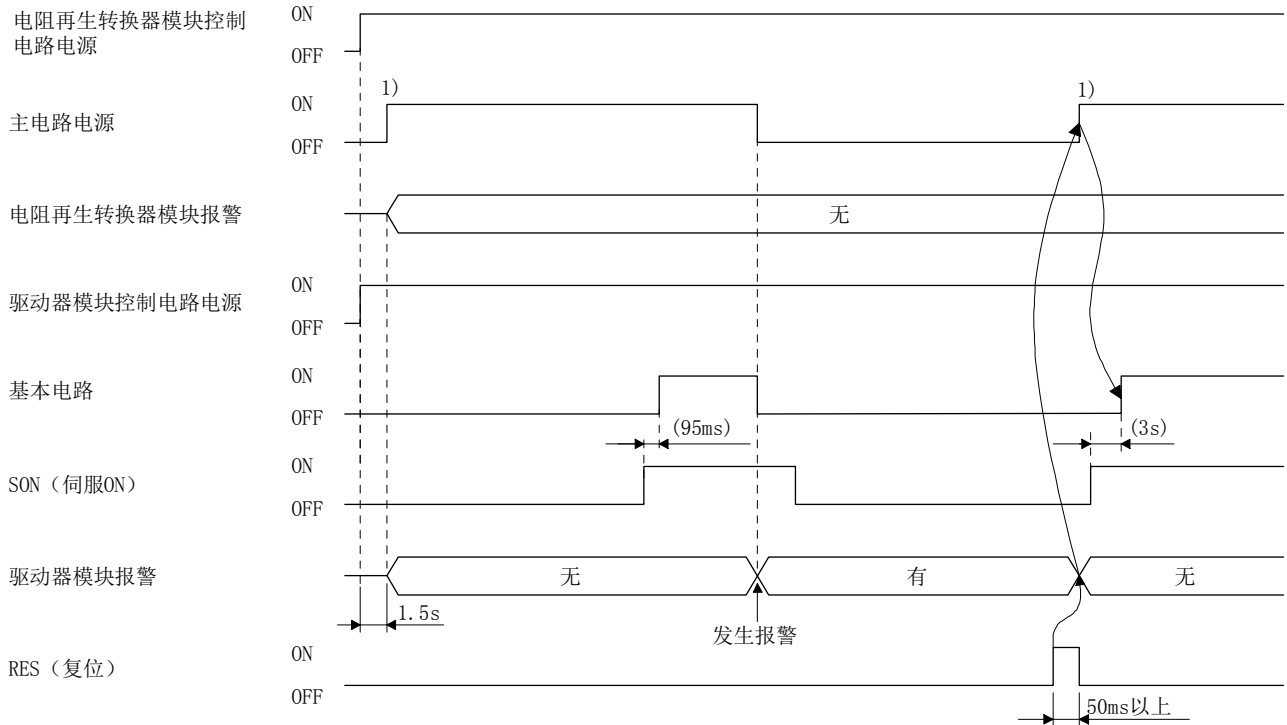 电阻再生转换器模块控制
电路电源
ON
OFF
主电路电源
ON
OFF
1)
1)
电阻再生转换器模块报警
无
驱动器模块控制电路电源
ON
OFF
基本电路
ON
OFF
(95ms)
(3s)
SON（伺服ON）
ON
OFF
驱动器模块报警
无
有
无
1.5s
发生报警
RES（复位）
ON
OFF
50ms以上